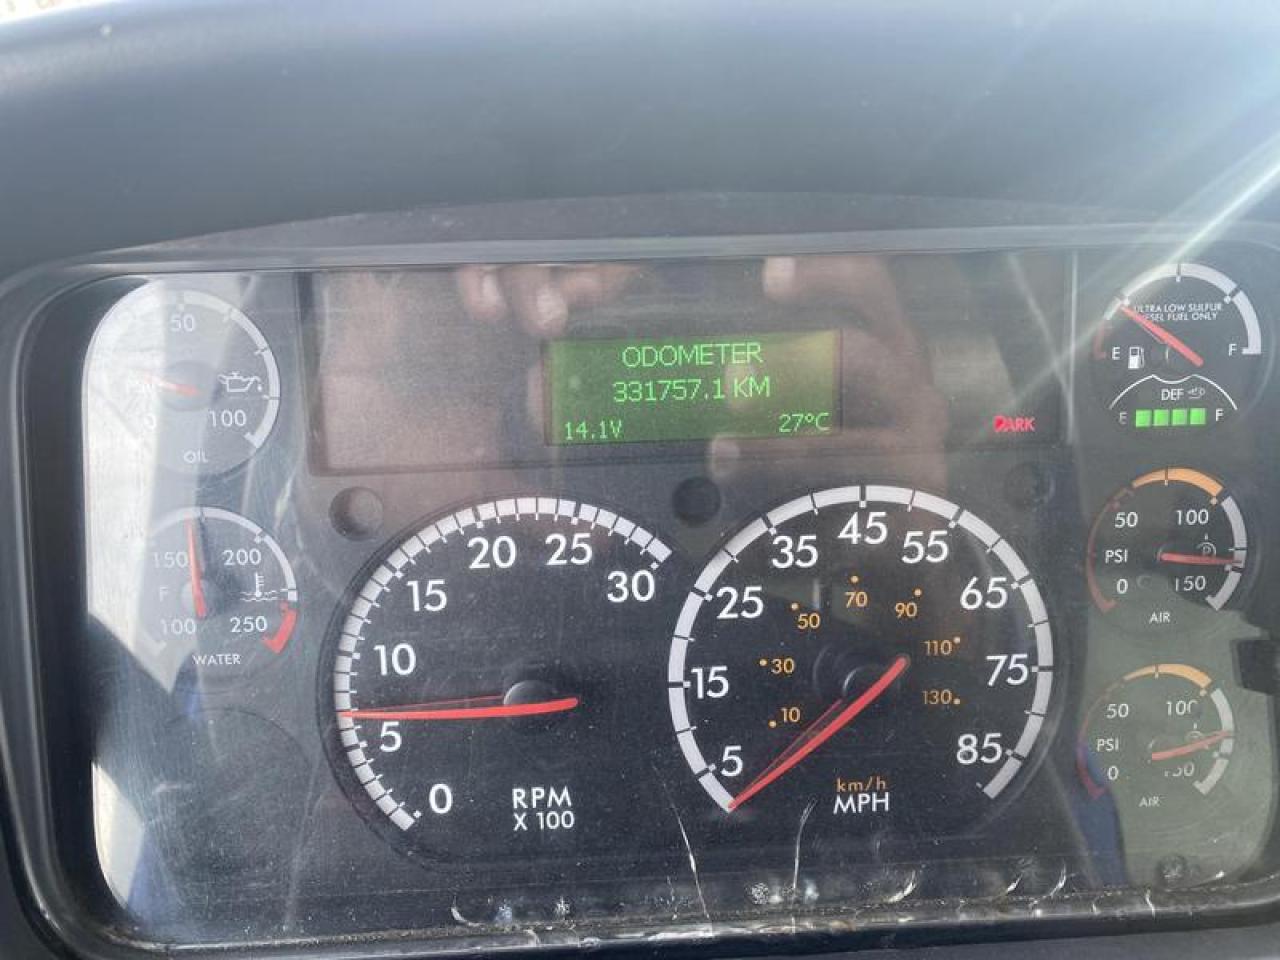 ODOMETER
331757.1 KM
14.1V 27°C
PARK
50
0 100
OIL
150 200
F
100 250
WATER
0 5 10 15 20 25 30
RPM
X 100
5 15 25 35 45 55 65 75 85
10 30 50 70 90 110 130
km/h
MPH
ULTRA LOW SULFUR
DIESEL FUEL ONLY
E F
DEF
E F
50 100
PSI P
0 150
AIR
50 100
PSI
0 150
AIR